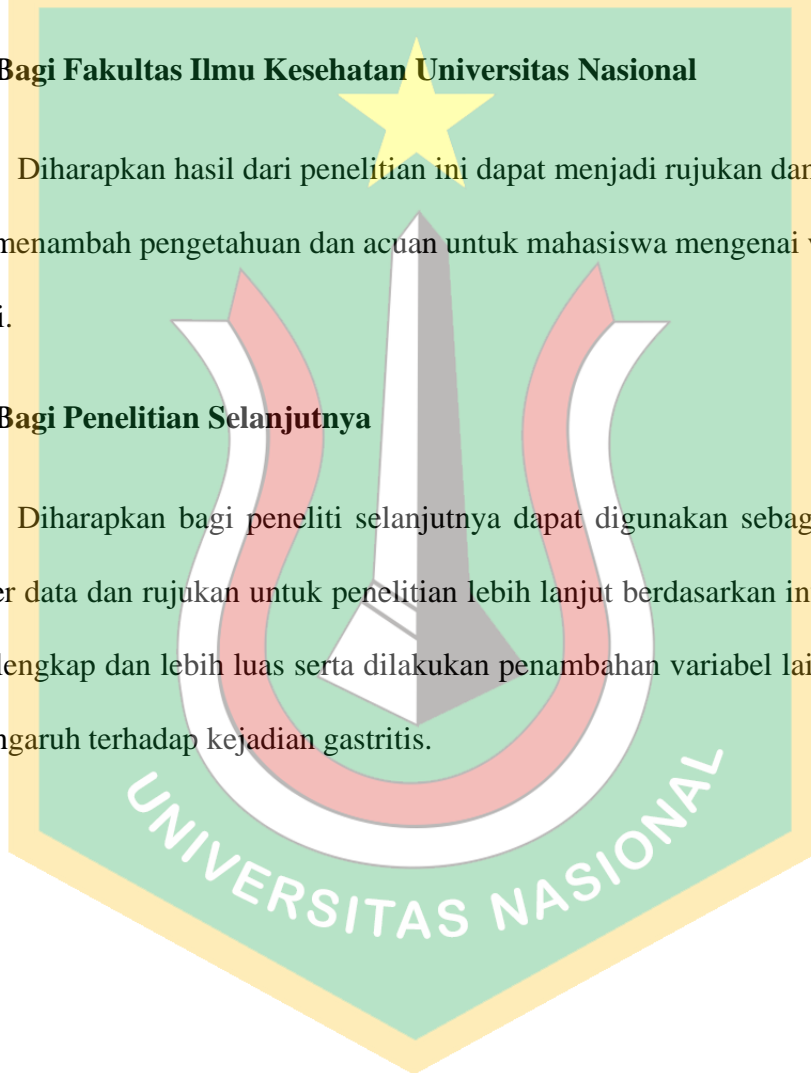 Bagi Fakultas Ilmu Kesehatan Universitas Nasional
Diharapkan hasil dari penelitian ini dapat menjadi rujukan dan
menambah pengetahuan dan acuan untuk mahasiswa mengenai
i.
Bagi Penelitian Selanjutnya
Diharapkan bagi peneliti selanjutnya dapat digunakan sebag
er data dan rujukan untuk penelitian lebih lanjut berdasarkan in
lengkap dan lebih luas serta dilakukan penambahan variabel lai
ngaruh terhadap kejadian gastritis.
UNIVERSITAS NASIONAL